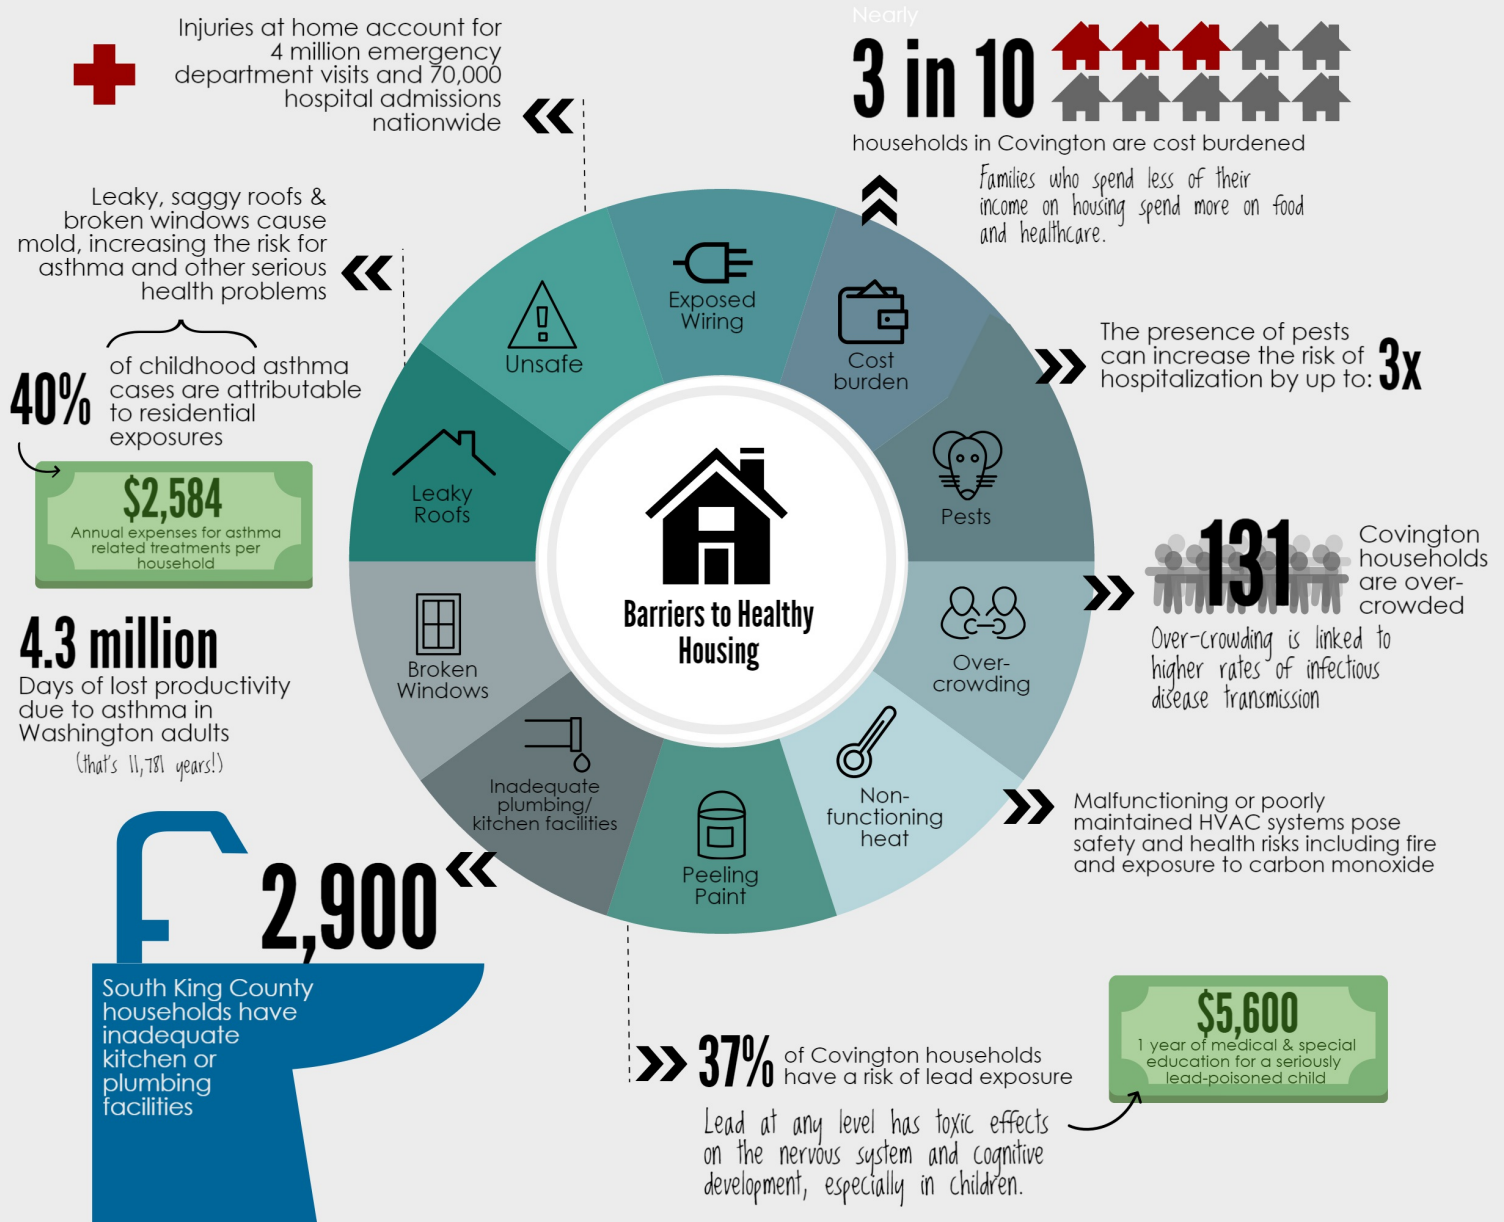 Injuries at home account for
4 million emergency
department visits and 70,000
hospital admissions
nationwide
Nearly
3 in 10
households in Covington are cost burdened
Families who spend less of their
income on housing spend more on food
and healthcare.
Leaky, saggy roofs &
broken windows cause
mold, increasing the risk for
asthma and other serious
health problems
40%
of childhood asthma
cases are attributable
to residential
exposures
$2,584
Annual expenses for asthma
related treatments per
household
4.3 million
Days of lost productivity
due to asthma in
Washington adults
(that's 11,781 years!)
Exposed
Wiring
Unsafe
Cost
burden
Leaky
Roofs
Pests
Barriers to Healthy
Housing
Broken
Windows
Over-
crowding
Inadequate
plumbing/
kitchen facilities
Non-
functioning
heat
Peeling
Paint
The presence of pests
can increase the risk of
hospitalization by up to: 3x
131
Covington
households
are over-
crowded
Over-crowding is linked to
higher rates of infectious
disease transmission
Malfunctioning or poorly
maintained HVAC systems pose
safety and health risks including fire
and exposure to carbon monoxide
2,900
South King County
households have
inadequate
kitchen or
plumbing
facilities
37%
of Covington households
have a risk of lead exposure
Lead at any level has toxic effects
on the nervous system and cognitive
development, especially in children.
$5,600
1 year of medical & special
education for a seriously
lead-poisoned child